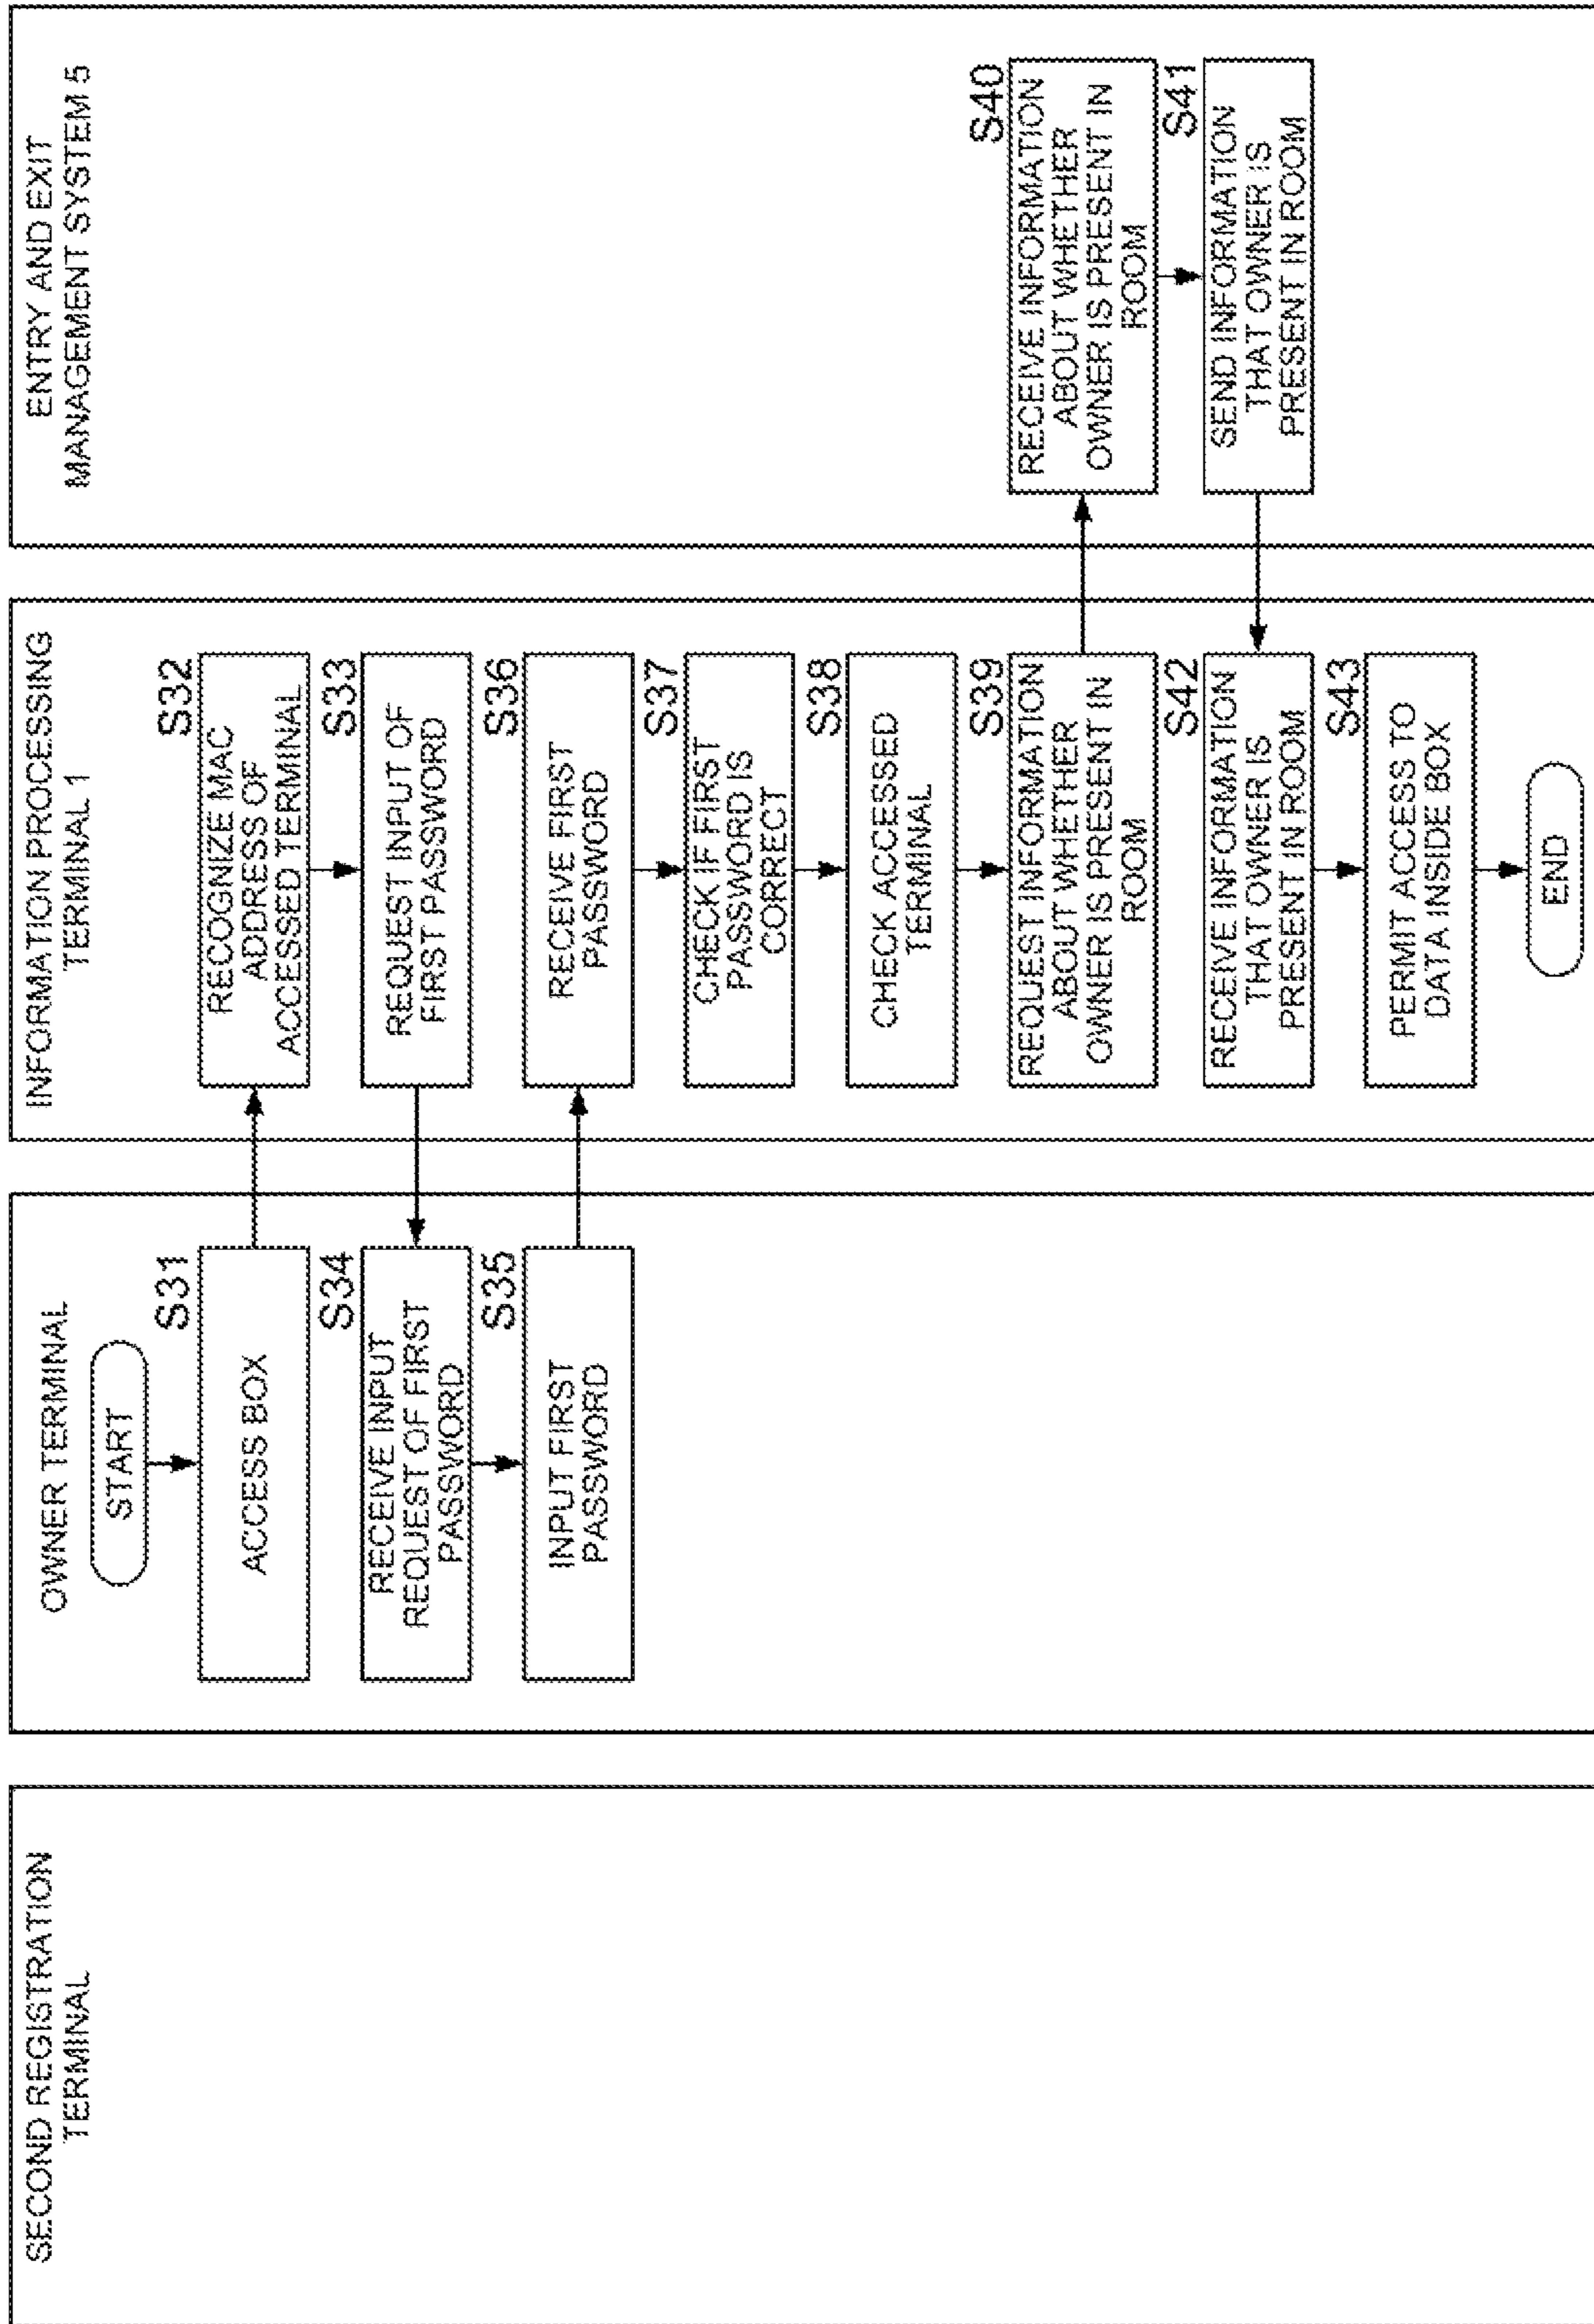 SECOND REGISTRATION
TERMINAL
OWNER TERMINAL
START
S31
ACCESS BOX
S34
RECEIVE INPUT
REQUEST OF FIRST
PASSWORD
S35
INPUT FIRST
PASSWORD
INFORMATION PROCESSING
TERMINAL 1
S32
RECOGNIZE MAC
ADDRESS OF
ACCESSED TERMINAL
S33
REQUEST INPUT OF
FIRST PASSWORD
S36
RECEIVE FIRST
PASSWORD
S37
CHECK IF FIRST
PASSWORD IS
CORRECT
S38
CHECK ACCESSED
TERMINAL
S39
REQUEST INFORMATION
ABOUT WHETHER
OWNER IS PRESENT IN
ROOM
S42
RECEIVE INFORMATION
THAT OWNER IS
PRESENT IN ROOM
S43
PERMIT ACCESS TO
DATA INSIDE BOX
END
ENTRY AND EXIT
MANAGEMENT SYSTEM 5
S40
RECEIVE INFORMATION
ABOUT WHETHER
OWNER IS PRESENT IN
ROOM
S41
SEND INFORMATION
THAT OWNER IS
PRESENT IN ROOM